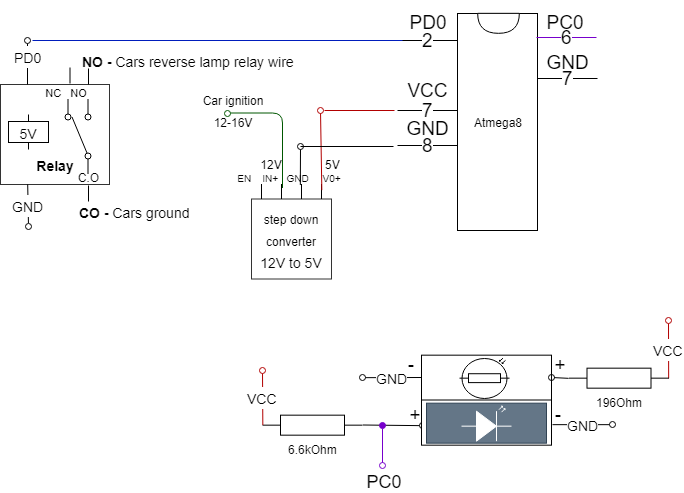 PD0
2
PC0
6
PD0
NO - Cars reverse lamp relay wire
GND
7
NC NO
VCC
7
Car ignition
12-16V
Atmega8
5V
GND
8
Relay
12V
5V
C.O
EN IN+ GND V0+
GND
CO - Cars ground
step down
converter
12V to 5V
VCC
-
+
GND
VCC
196Ohm
+
-
GND
6.6kOhm
PC0